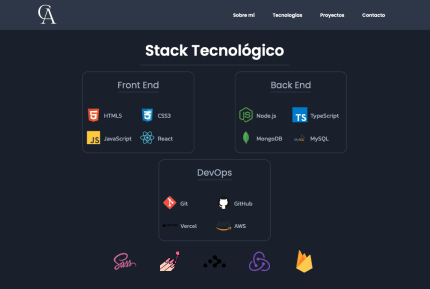 CA
Sobre mí Tecnologías Proyectos Contacto
Stack Tecnológico
Front End
HTML5 CSS3
JavaScript React
Back End
Node.js TypeScript
MongoDB MySQL
DevOps
Git GitHub
Vercel AWS
Sass